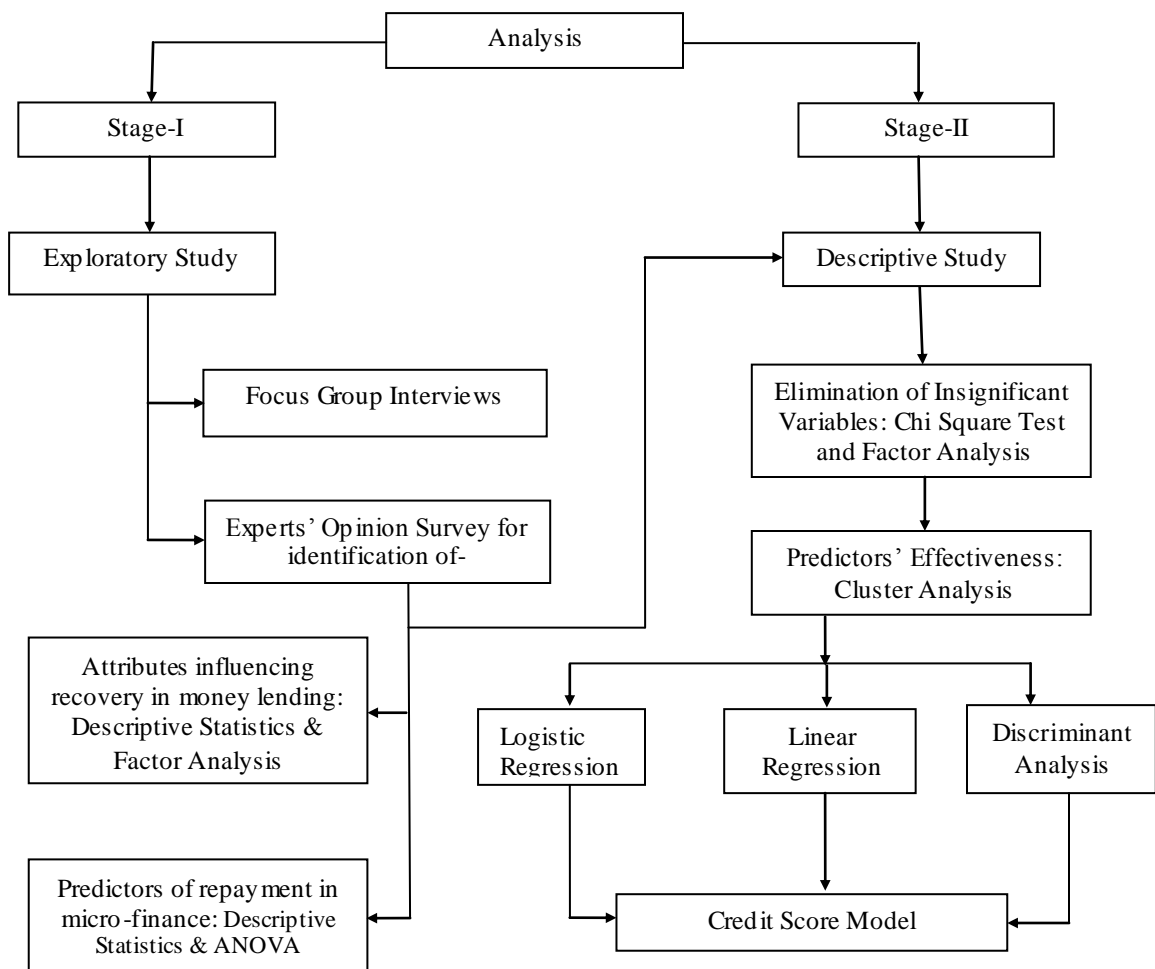 Analysis
Stage-I
Stage-II
Exploratory Study
Descriptive Study
Focus Group Interviews
Elimination of Insignificant
Variables: Chi Square Test
and Factor Analysis
Experts’ Opinion Survey for
identification of-
Predictors’ Effectiveness:
Cluster Analysis
Attributes influencing
recovery in money lending:
Descriptive Statistics &
Factor Analysis
Logistic
Regression
Linear
Regression
Discriminant
Analysis
Predictors of repayment in
micro-finance: Descriptive
Statistics & ANOVA
Credit Score Model